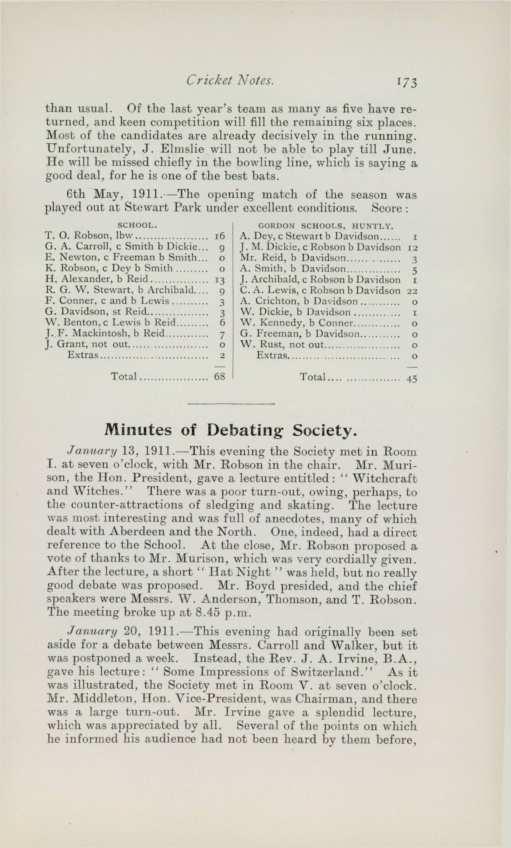 Cricket Notes. 173
than usual. Of the last year's team as many as five have re-
turned, and keen competition will fill the remaining six places.
Most of the candidates are already decisively in the running.
Unfortunately, J. Elmslie will not be able to play till June.
He will be missed chiefly in the bowling line, which is saying a
good deal, for he is one of the best bats.
6th May, 1911.—The opening match of the season was
played out at Stewart Park under excellent conditions. Score:
SCHOOL.
T. O. Robson, lbw .................... 16
G. A. Carroll, c Smith b Dickie... 9
E. Newton, c Freeman b Smith... 0
K. Robson, c Dey b Smith ......... 0
H. Alexander, b Reid ................ 13
R. G. W. Stewart, b Archibald.... 9
F. Conner, c and b Lewis .......... 3
G. Davidson, st Reid................. 3
W. Benton, c Lewis b Reid......... 6
J. F. Mackintosh, b Reid............ 7
J. Grant, not out...................... 0
Extras.............................. 2
Total .................. 68
GORDON SCHOOLS, HUNTLY.
A. Dey, c Stewart b Davidson...... 1
J. M. Dickie, c Robson b Davidson 12
Mr. Reid, b Davidson............... 3
A. Smith, b Davidson............... 5
J. Archibald, c Robson b Davidson 1
C. A. Lewis, c Robson b Davidson 22
A. Crichton, b Davidson ........... 0
W. Dickie, b Davidson ............. 1
W. Kennedy, b Conner............. 0
G. Freeman, b Davidson........... 0
W. Rust, not out..................... 0
Extras.............................. 0
Total.................... 45
Minutes of Debating Society.
January 13, 1911.—This evening the Society met in Room
I. at seven o'clock, with Mr. Robson in the chair. Mr. Muri-
son, the Hon. President, gave a lecture entitled: "Witchcraft
and Witches." There was a poor turn-out, owing, perhaps, to
the counter-attractions of sledging and skating. The lecture
was most interesting and was full of anecdotes, many of which
dealt with Aberdeen and the North. One, indeed, had a direct
reference to the School. At the close, Mr. Robson proposed a
vote of thanks to Mr. Murison, which was very cordially given.
After the lecture, a short "Hat Night" was held, but no really
good debate was proposed. Mr. Boyd presided, and the chief
speakers were Messrs. W. Anderson, Thomson, and T. Robson.
The meeting broke up at 8.45 p.m.
January 20, 1911.—This evening had originally been set
aside for a debate between Messrs. Carroll and Walker, but it
was postponed a week. Instead, the Rev. J. A. Irvine, B.A.,
gave his lecture: "Some Impressions of Switzerland." As it
was illustrated, the Society met in Room V. at seven o'clock.
Mr. Middleton, Hon. Vice-President, was Chairman, and there
was a large turn-out. Mr. Irvine gave a splendid lecture,
which was appreciated by all. Several of the points on which
he informed his audience had not been heard by them before,